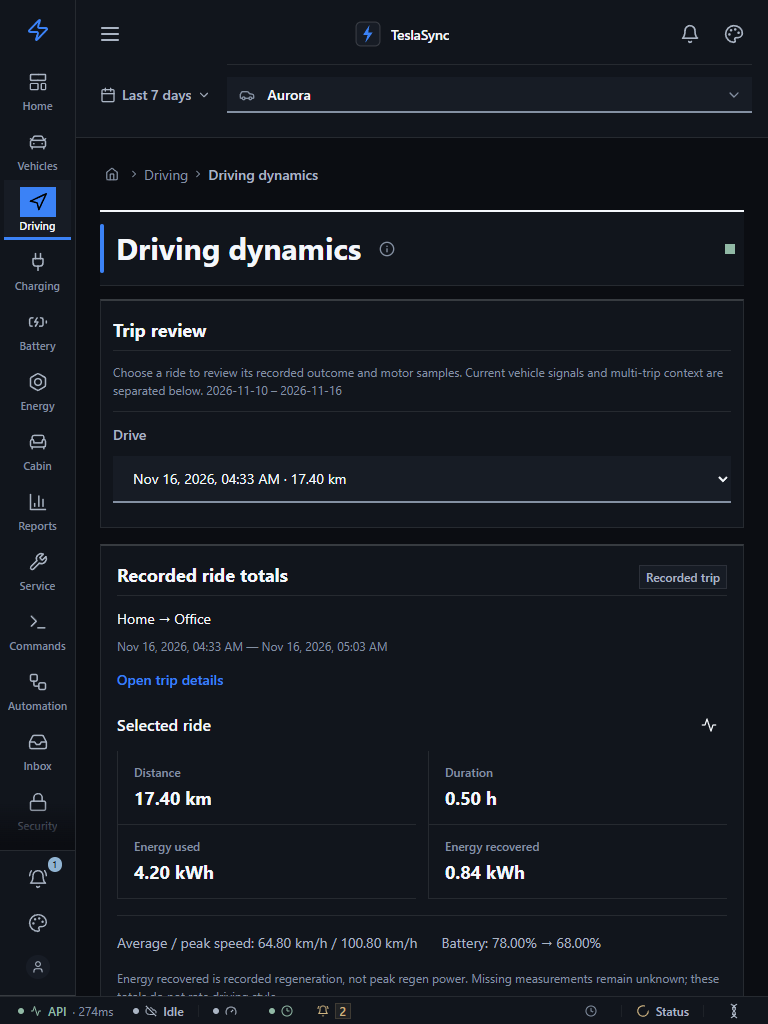 TeslaSync
Last 7 days
Aurora
Home
Vehicles
Driving
Charging
Battery
Energy
Cabin
Reports
Service
Commands
Automation
Inbox
Security
1
Driving
Driving dynamics
Driving dynamics
Trip review
Choose a ride to review its recorded outcome and motor samples. Current vehicle signals and multi-trip context are
separated below. 2026-11-10 – 2026-11-16
Drive
Nov 16, 2026, 04:33 AM · 17.40 km
Recorded ride totals
Recorded trip
Home → Office
Nov 16, 2026, 04:33 AM — Nov 16, 2026, 05:03 AM
Open trip details
Selected ride
Distance
17.40 km
Duration
0.50 h
Energy used
4.20 kWh
Energy recovered
0.84 kWh
Average / peak speed: 64.80 km/h / 100.80 km/h
Battery: 78.00% → 68.00%
Energy recovered is recorded regeneration, not peak regen power. Missing measurements remain unknown; these
totals do not rate driving style.
API · 274ms
Idle
2
Status